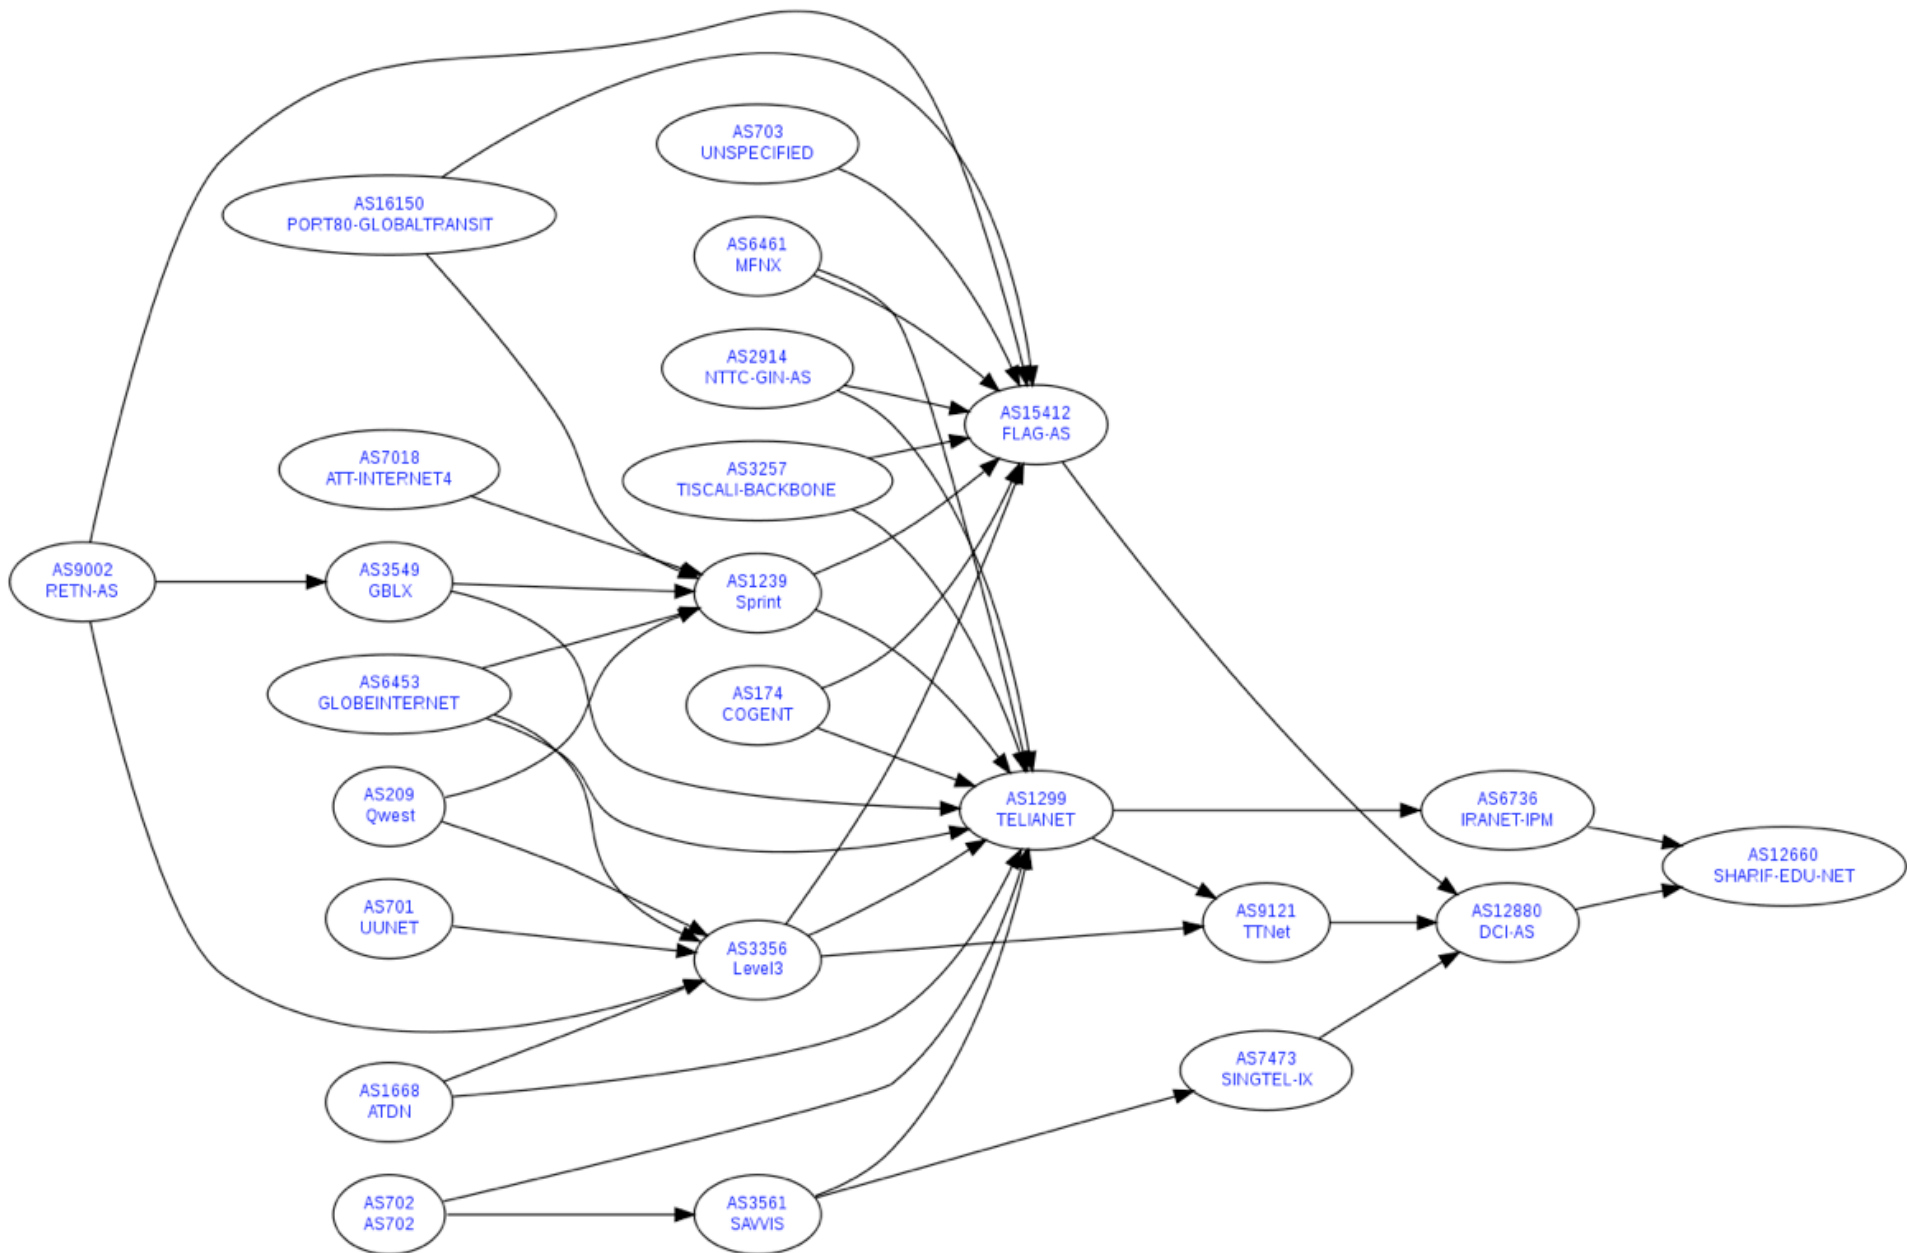 AS703
UNSPECIFIED
AS16150
PORT80-GLOBALTRANSIT
AS6461
MFNX
AS2914
NTTC-GIN-AS
AS15412
FLAG-AS
AS7018
ATT-INTERNET4
AS3257
TISCALI-BACKBONE
AS9002
RETN-AS
AS3549
GBLX
AS1239
Sprint
AS6453
GLOBEINTERNET
AS174
COGENT
AS209
Qwest
AS1299
TELIANET
AS6736
IRANET-IPM
AS12660
SHARIF-EDU-NET
AS701
UUNET
AS3356
Level3
AS9121
TTNet
AS12880
DCI-AS
AS7473
SINGTEL-IX
AS1668
ATDN
AS702
AS702
AS3561
SAVVIS